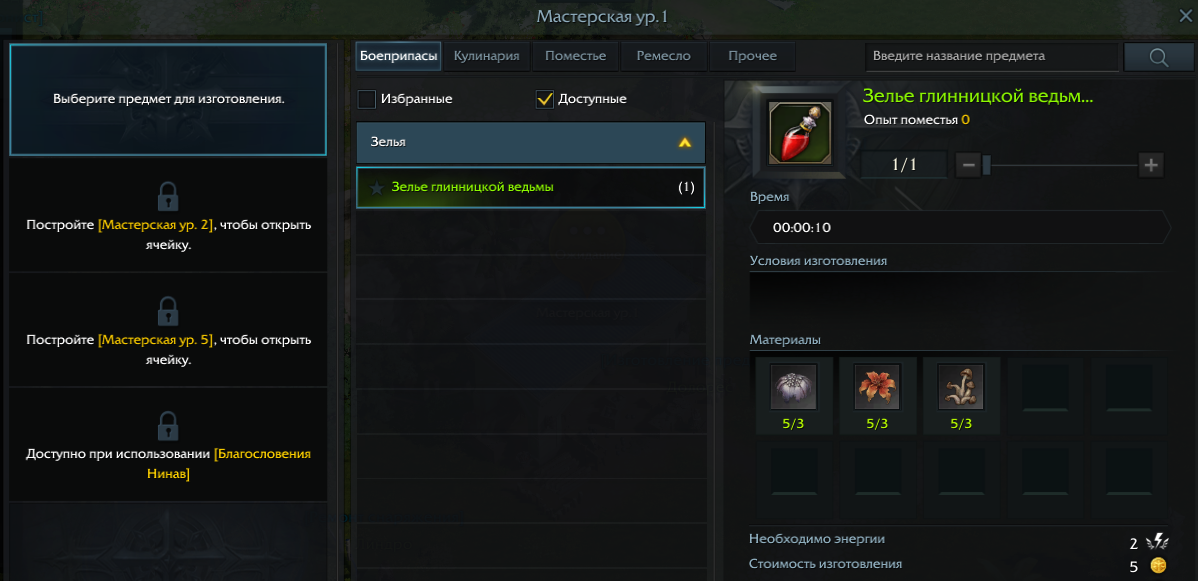 Мастерская ур.1
Выберите предмет для изготовления.
Постройте [Мастерская ур. 2], чтобы открыть
ячейку.
Постройте [Мастерская ур. 5], чтобы открыть
ячейку.
Доступно при использовании [Благословения
Нинав]
Боеприпасы Кулинария Поместье Ремесло Прочее
Введите название предмета
Избранные Доступные
Зелья
Зелье глинницкой ведьмы (1)
Зелье глинницкой ведьм...
Опыт поместья 0
1/1
Время
00:00:10
Условия изготовления
Материалы
5/3 5/3 5/3
Необходимо энергии 2
Стоимость изготовления 5